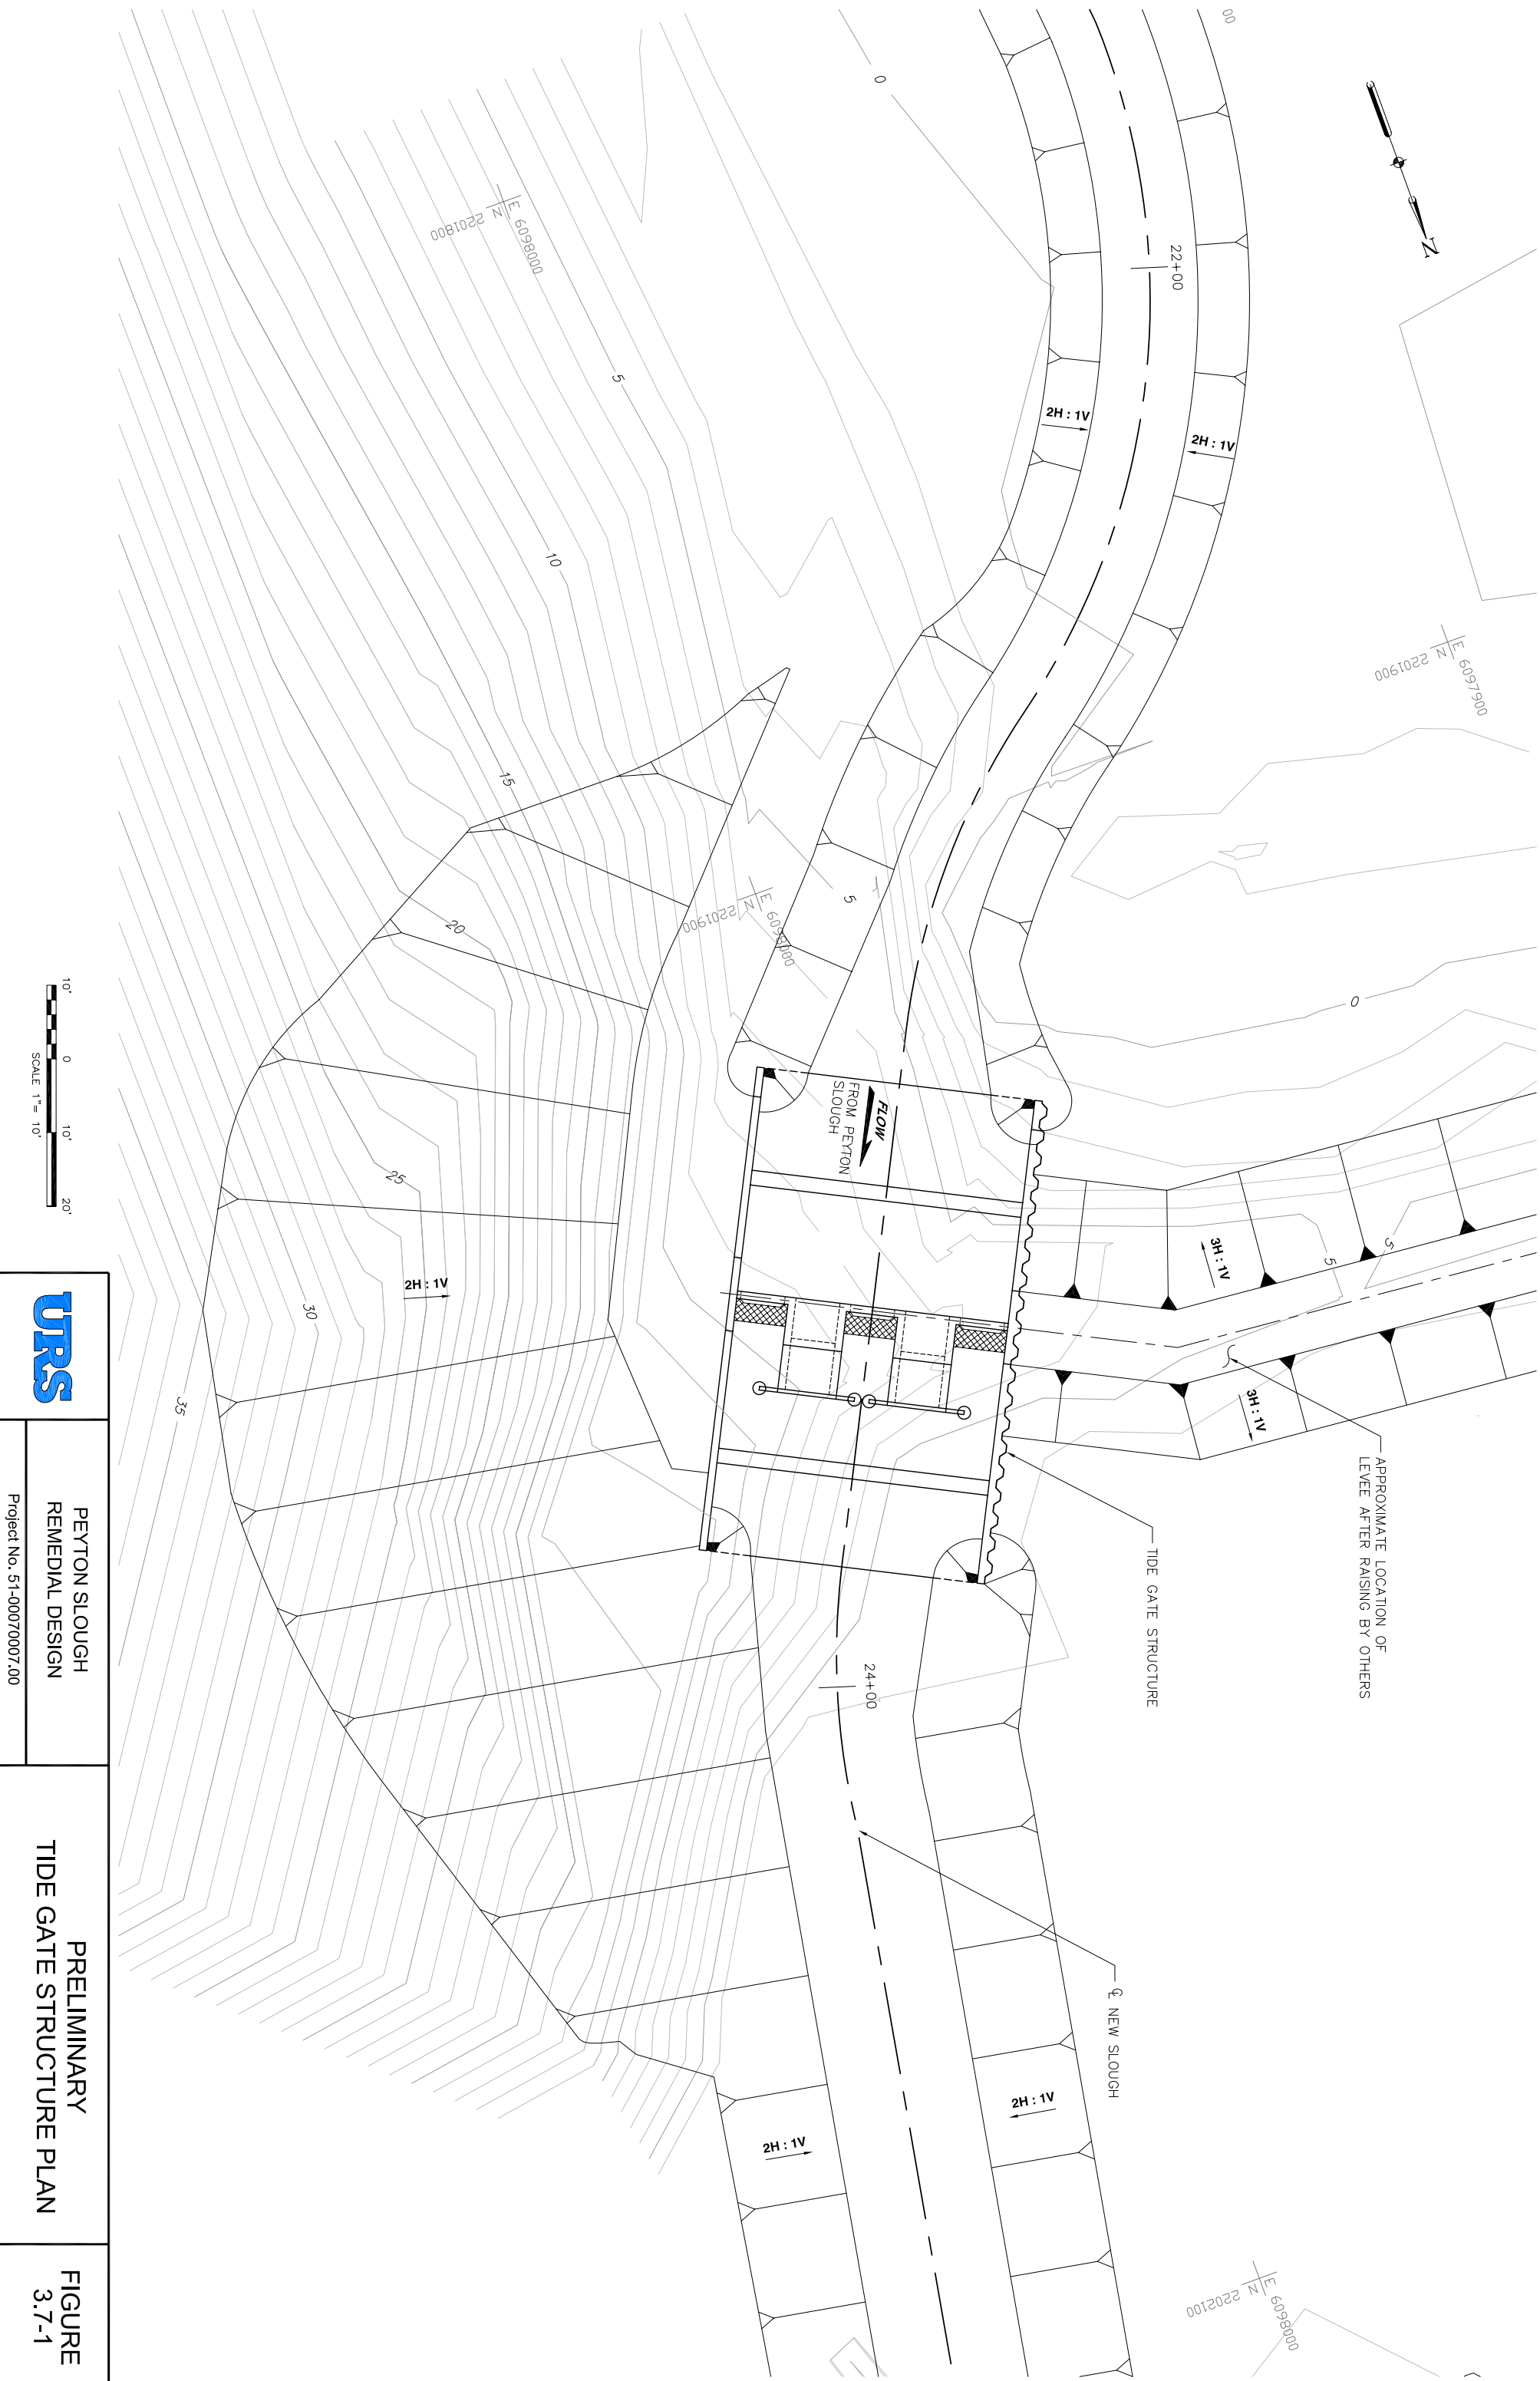 00
N
0
N 2201800
E 6098000
22+00
5
2H : 1V
2H : 1V
10
N 2201900
E 6097900
15
20
N 2201900
E 6098000
5
0
FLOW
FROM PEYTON
SLOUGH
25
2H : 1V
30
35
3H : 1V
5
5
3H : 1V
APPROXIMATE LOCATION OF
LEVEE AFTER RAISING BY OTHERS
TIDE GATE STRUCTURE
24+00
℄ NEW SLOUGH
2H : 1V
2H : 1V
N 2202100
E 6098000
10' 0 10' 20'
SCALE 1"= 10'
URS
PEYTON SLOUGH
REMEDIAL DESIGN
Project No. 51-00070007.00
PRELIMINARY
TIDE GATE STRUCTURE PLAN
FIGURE
3.7-1